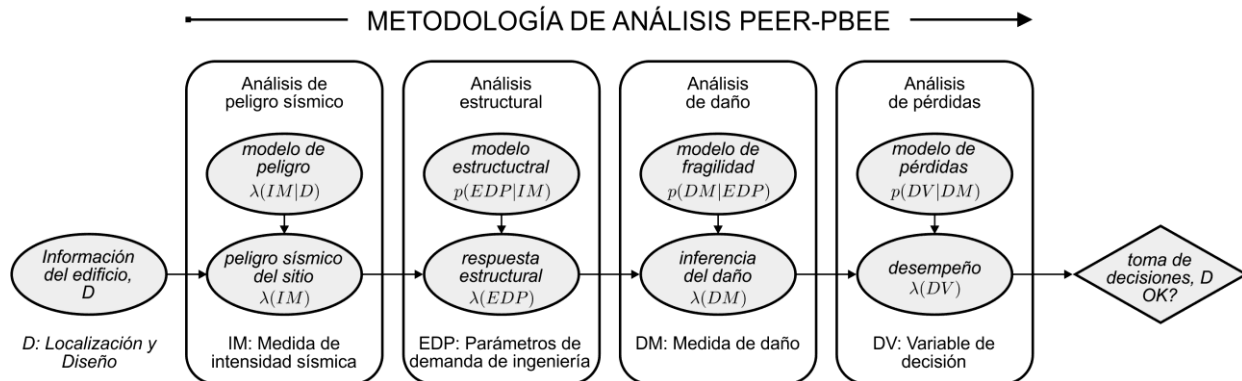 METODOLOGÍA DE ANÁLISIS PEER-PBEE
Análisis de
peligro sísmico
modelo de
peligro
λ(IM|D)
Análisis
estructural
modelo
estructuctral
p(EDP|IM)
Análisis
de daño
modelo de
fragilidad
p(DM|EDP)
Análisis
de pérdidas
modelo de
pérdidas
p(DV|DM)
Información
del edificio,
D
peligro sísmico
del sitio
λ(IM)
respuesta
estructural
λ(EDP)
inferencia
del daño
λ(DM)
desempeño
λ(DV)
toma de
decisiones, D
OK?
D: Localización y
Diseño
IM: Medida de
intensidad sísmica
EDP: Parámetros de
demanda de ingeniería
DM: Medida de daño
DV: Variable de
decisión